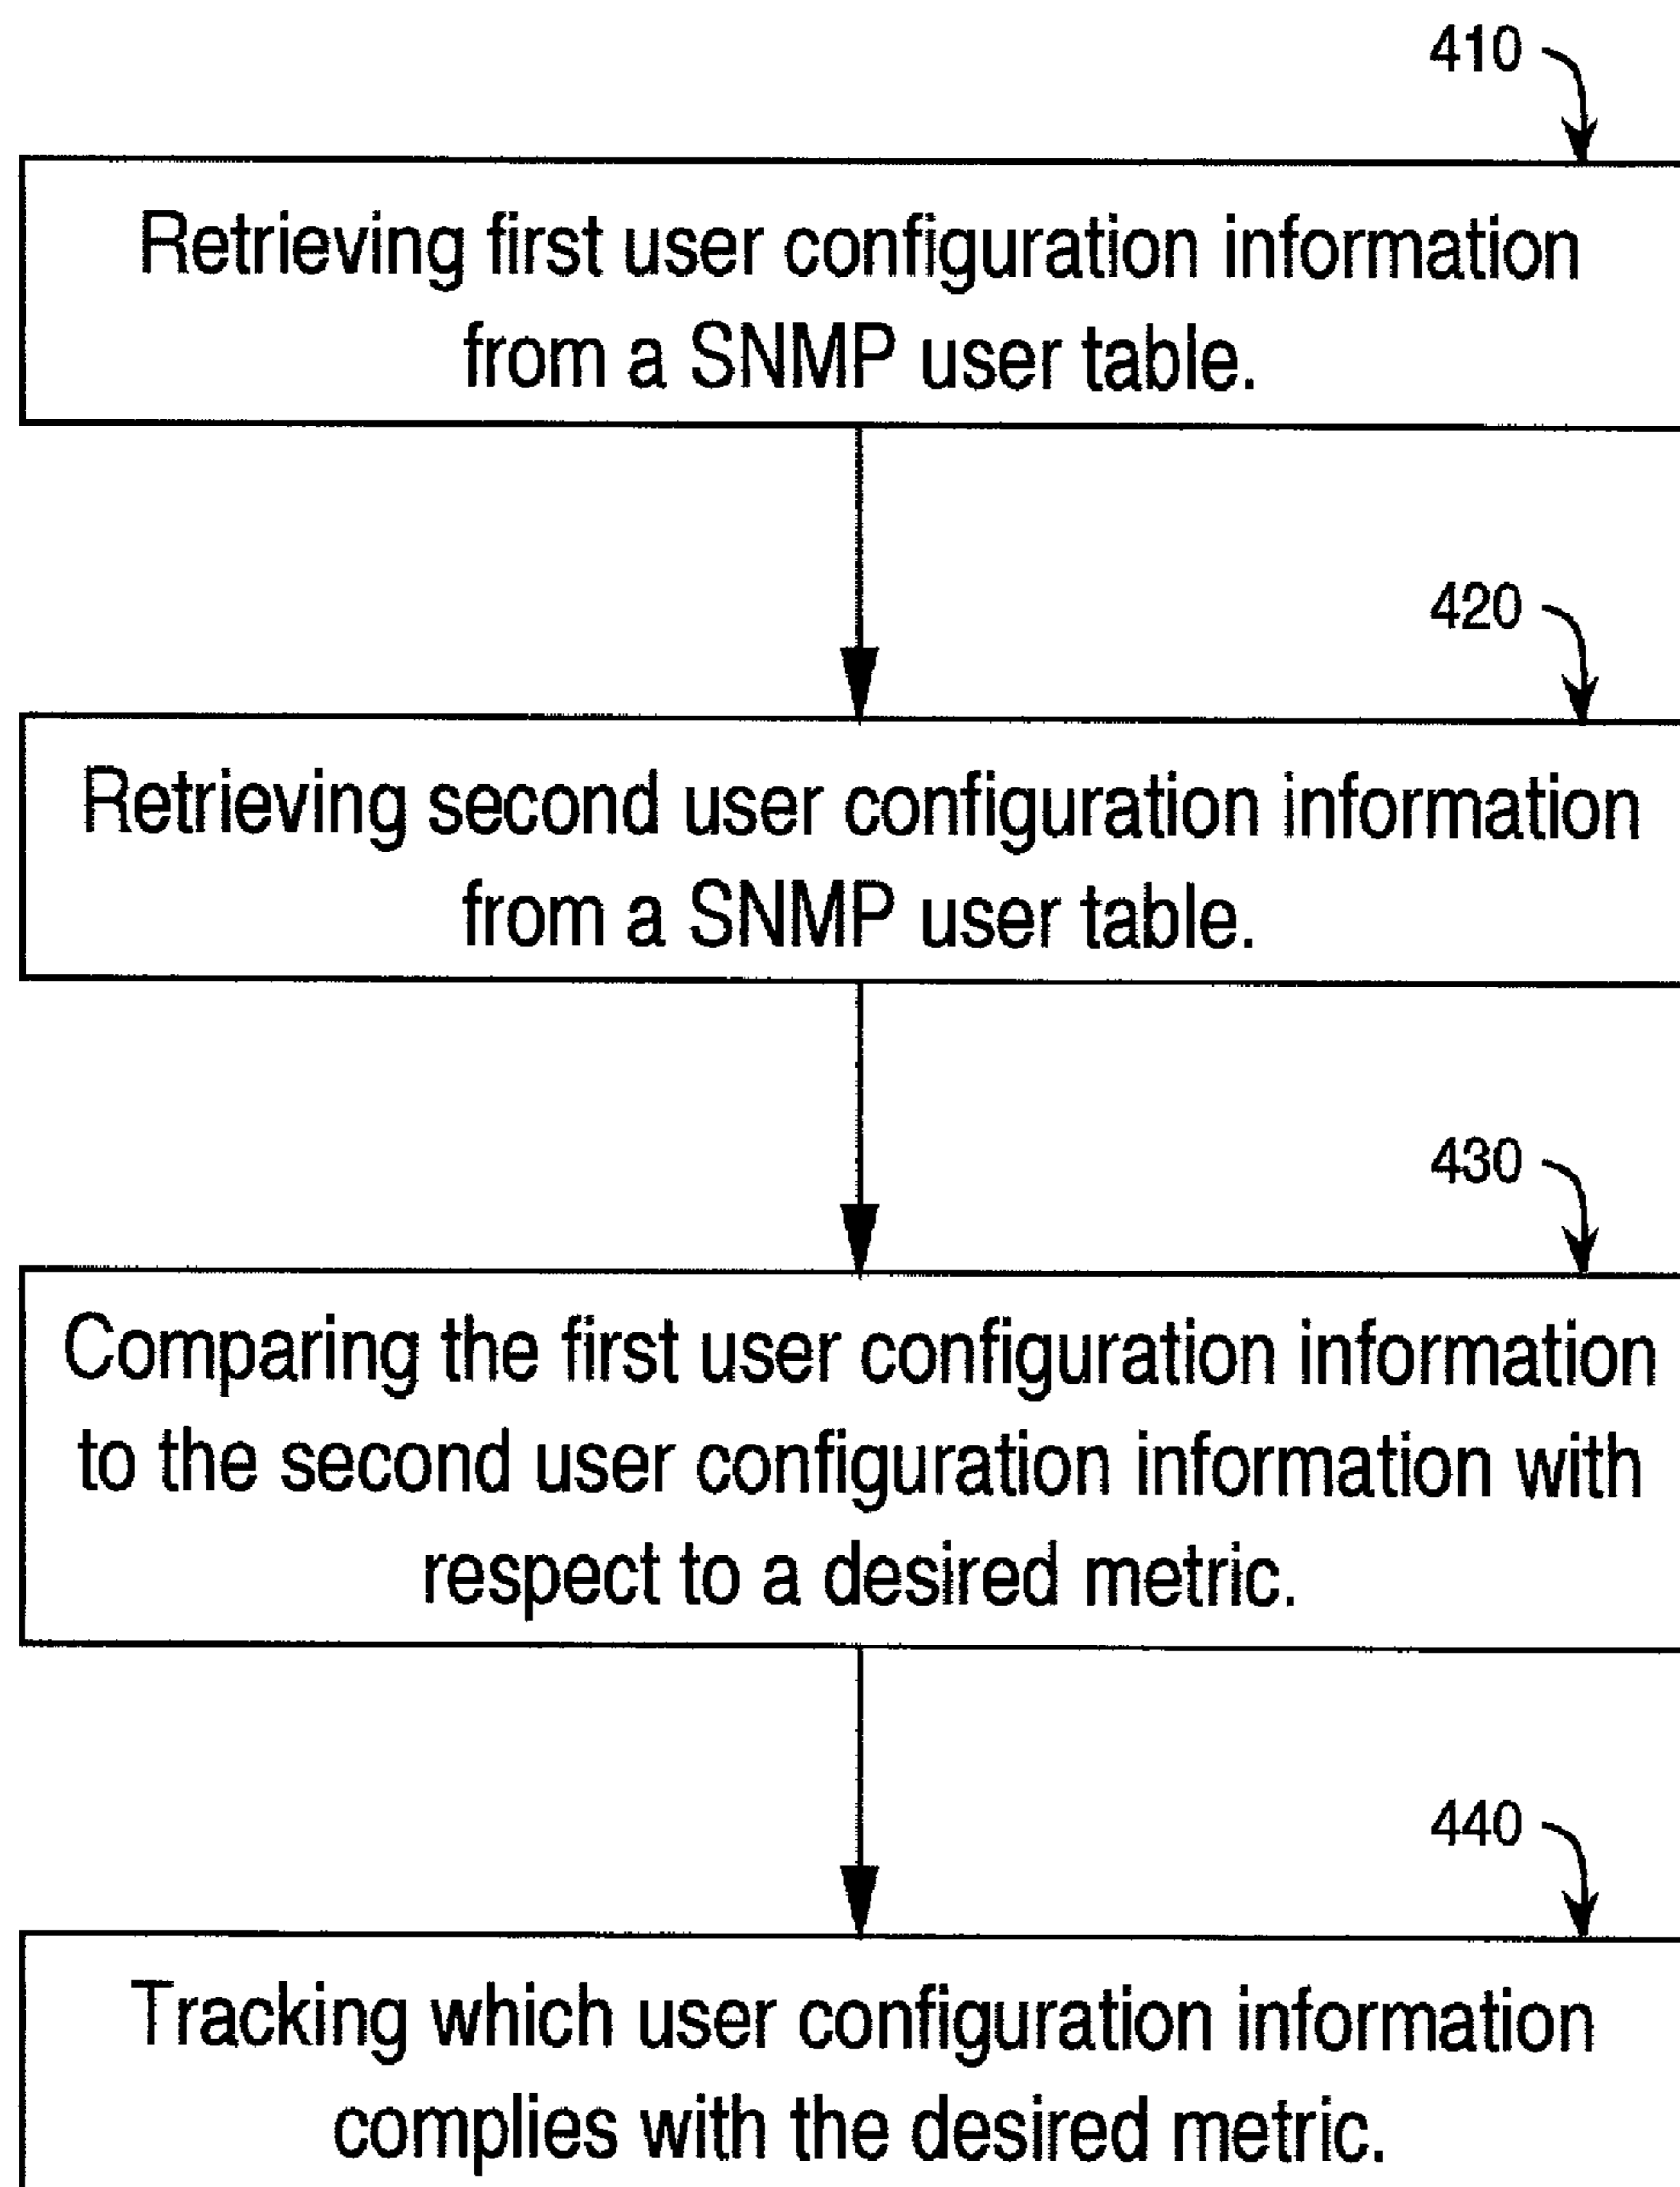 410
Retrieving first user configuration information
from a SNMP user table.
420
Retrieving second user configuration information
from a SNMP user table.
430
Comparing the first user configuration information
to the second user configuration information with
respect to a desired metric.
440
Tracking which user configuration information
complies with the desired metric.